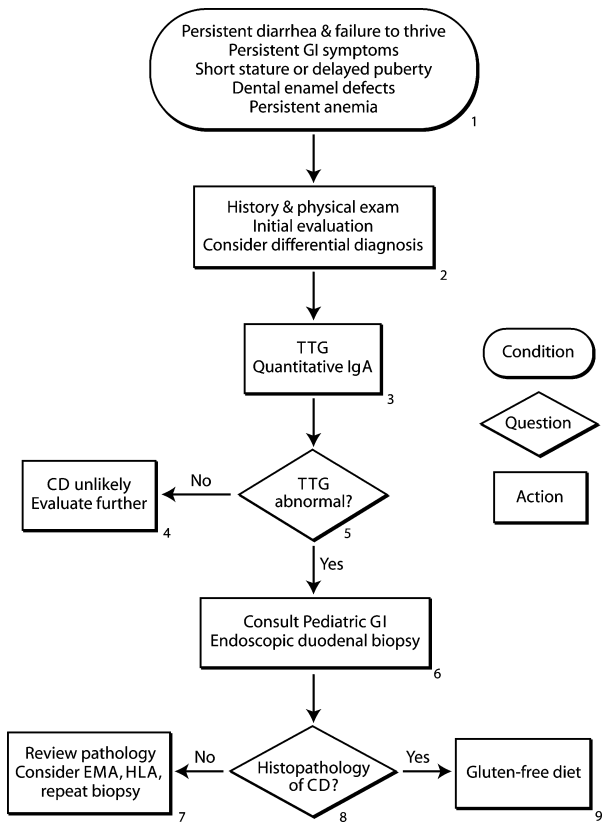 Persistent diarrhea & failure to thrive
Persistent GI symptoms
Short stature or delayed puberty
Dental enamel defects
Persistent anemia
1
History & physical exam
Initial evaluation
Consider differential diagnosis
2
TTG
Quantitative IgA
3
Condition
Question
Action
TTG
abnormal?
5
No
CD unlikely
Evaluate further
4
Yes
Consult Pediatric GI
Endoscopic duodenal biopsy
6
Histopathology
of CD?
8
No
Review pathology
Consider EMA, HLA,
repeat biopsy
7
Yes
Gluten-free diet
9